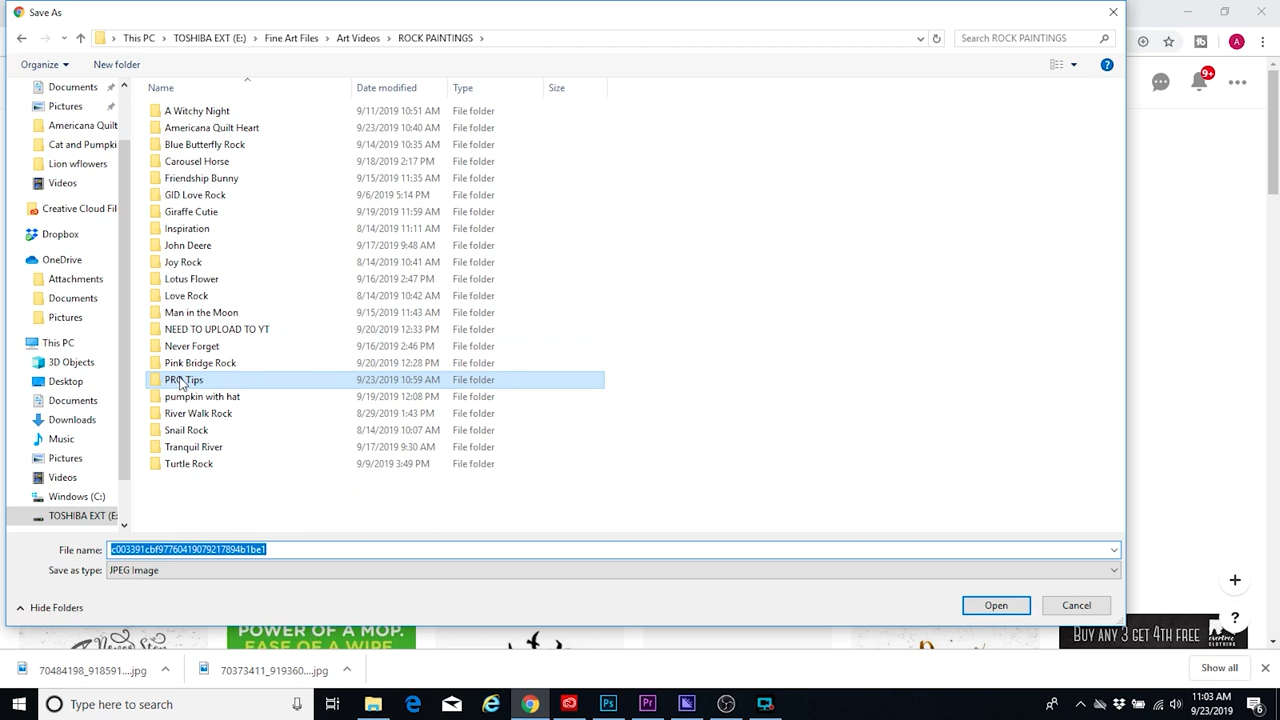 Save As
This PC > TOSHIBA EXT (E:) > Fine Art Files > Art Videos > ROCK PAINTINGS >
Search ROCK PAINTINGS
Organize
New folder
Name Date modified Type Size
A Witchy Night 9/11/2019 10:51 AM File folder
Americana Quilt Heart 9/23/2019 10:40 AM File folder
Blue Butterfly Rock 9/14/2019 10:35 AM File folder
Carousel Horse 9/18/2019 2:17 PM File folder
Friendship Bunny 9/15/2019 11:35 AM File folder
GID Love Rock 9/6/2019 5:14 PM File folder
Giraffe Cutie 9/19/2019 11:59 AM File folder
Inspiration 8/14/2019 11:11 AM File folder
John Deere 9/17/2019 9:48 AM File folder
Joy Rock 8/14/2019 10:41 AM File folder
Lotus Flower 9/16/2019 2:47 PM File folder
Love Rock 8/14/2019 10:42 AM File folder
Man in the Moon 9/15/2019 11:43 AM File folder
NEED TO UPLOAD TO YT 9/20/2019 12:33 PM File folder
Never Forget 9/16/2019 2:46 PM File folder
Pink Bridge Rock 9/20/2019 12:28 PM File folder
PRO Tips 9/23/2019 10:59 AM File folder
pumpkin with hat 9/19/2019 12:08 PM File folder
River Walk Rock 8/29/2019 1:43 PM File folder
Snail Rock 8/14/2019 10:07 AM File folder
Tranquil River 9/17/2019 9:30 AM File folder
Turtle Rock 9/9/2019 3:49 PM File folder
Documents
Pictures
Americana Quilt
Cat and Pumpki
Lion wflowers
Videos
Creative Cloud Fil
Dropbox
OneDrive
Attachments
Documents
Pictures
This PC
3D Objects
Desktop
Documents
Downloads
Music
Pictures
Videos
Windows (C:)
TOSHIBA EXT (E:
File name: c003391cbf97760419079217894b1be1
Save as type: JPEG Image
Hide Folders
Open
Cancel
A
9+
?
Never Stop
POWER OF A MOP.
EASE OF A WIPE.
BUY ANY 3 GET 4TH FREE
70484198_918591....jpg
70373411_919360....jpg
Show all
Type here to search
Ps
Pr
11:03 AM
9/23/2019
6